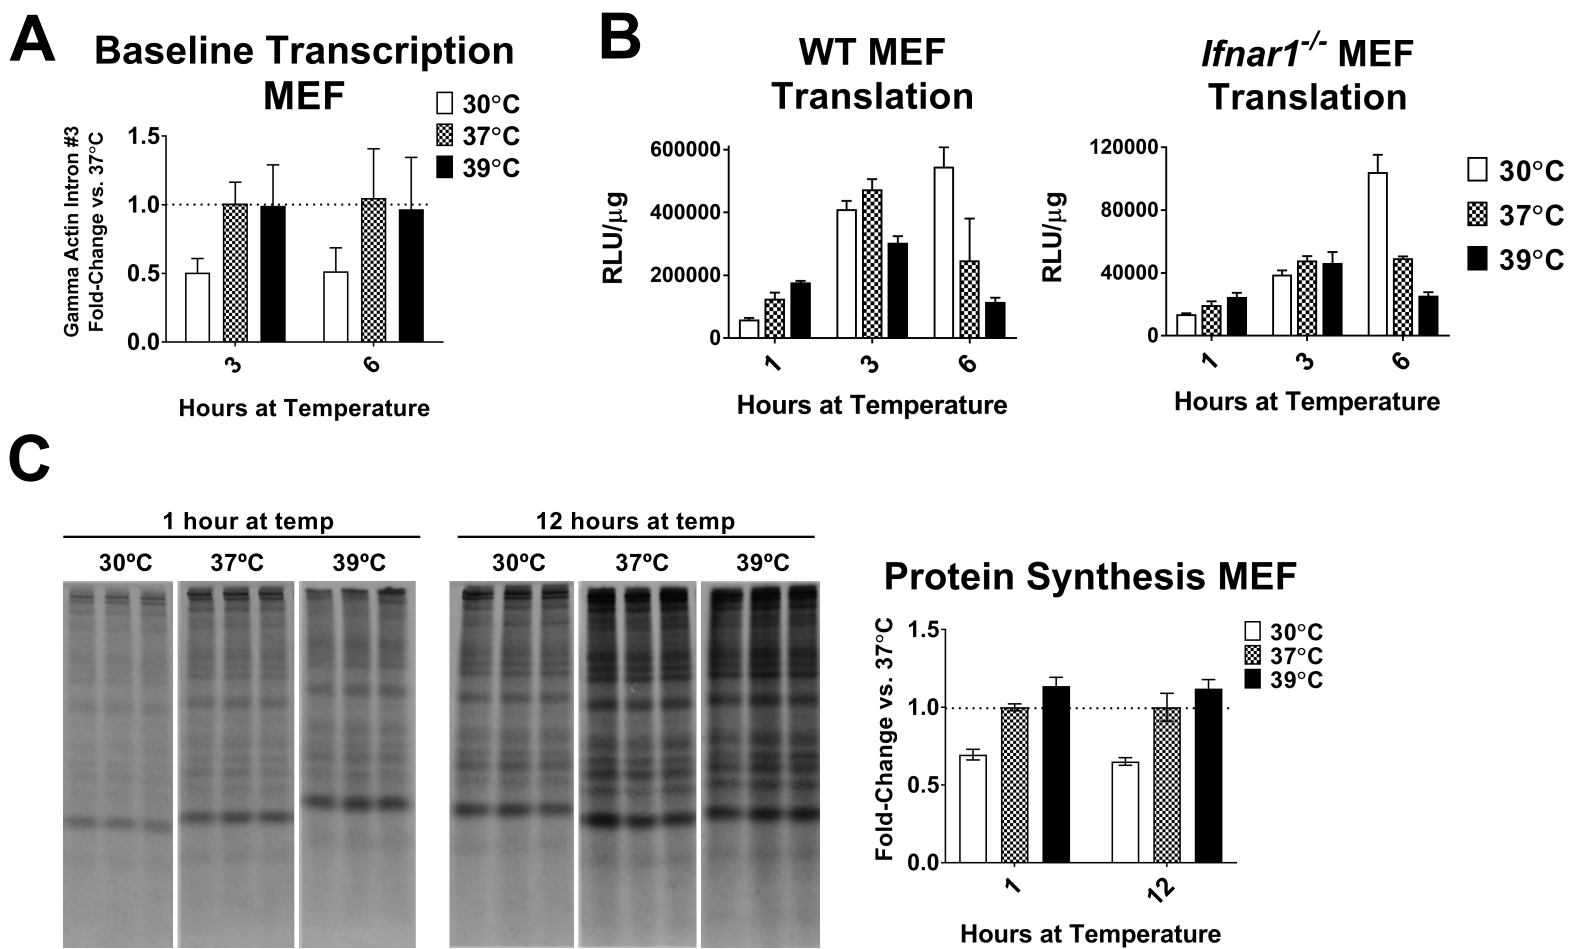 A
Baseline Transcription
MEF
30°C
37°C
39°C
Gamma Actin Intron #3
Fold-Change vs. 37°C
1.5
1.0
0.5
0.0
3
6
Hours at Temperature
B
WT MEF
Translation
RLU/µg
600000
400000
200000
0
1
3
6
Hours at Temperature
Ifnar1-/- MEF
Translation
RLU/µg
120000
80000
40000
0
1
3
6
Hours at Temperature
30°C
37°C
39°C
C
1 hour at temp
30ºC 37ºC 39ºC
12 hours at temp
30ºC 37ºC 39ºC
Protein Synthesis MEF
Fold-Change vs. 37°C
1.5
1.0
0.5
0.0
1
12
Hours at Temperature
30°C
37°C
39°C